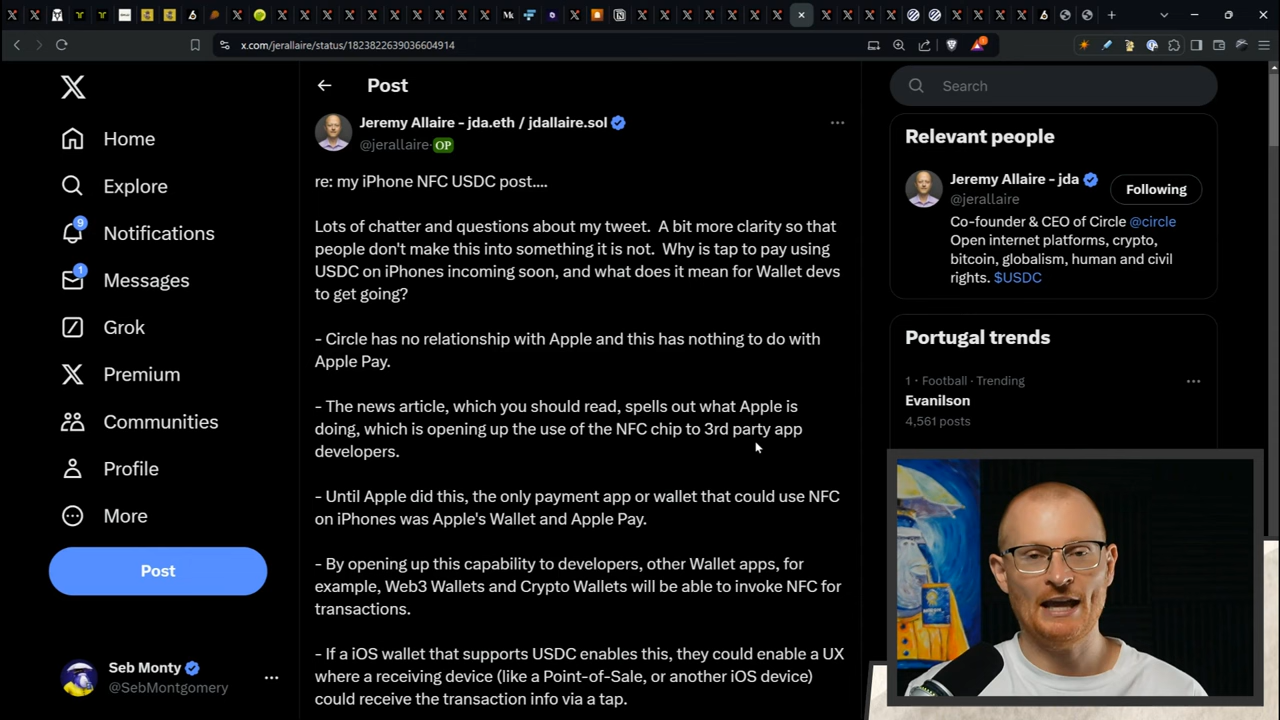 x.com/jerallaire/status/1823822639036604914
Home
Explore
9
Notifications
1
Messages
Grok
Premium
Communities
Profile
More
Post
Seb Monty
@SebMontgomery
Post
Jeremy Allaire - jda.eth / jdallaire.sol
@jerallaire· OP
re: my iPhone NFC USDC post....
Lots of chatter and questions about my tweet. A bit more clarity so that
people don't make this into something it is not. Why is tap to pay using
USDC on iPhones incoming soon, and what does it mean for Wallet devs
to get going?
- Circle has no relationship with Apple and this has nothing to do with
Apple Pay.
- The news article, which you should read, spells out what Apple is
doing, which is opening up the use of the NFC chip to 3rd party app
developers.
- Until Apple did this, the only payment app or wallet that could use NFC
on iPhones was Apple's Wallet and Apple Pay.
- By opening up this capability to developers, other Wallet apps, for
example, Web3 Wallets and Crypto Wallets will be able to invoke NFC for
transactions.
- If a iOS wallet that supports USDC enables this, they could enable a UX
where a receiving device (like a Point-of-Sale, or another iOS device)
could receive the transaction info via a tap.
Search
Relevant people
Jeremy Allaire - jda
@jerallaire
Following
Co-founder & CEO of Circle @circle
Open internet platforms, crypto,
bitcoin, globalism, human and civil
rights. $USDC
Portugal trends
1 · Football · Trending
Evanilson
4,561 posts